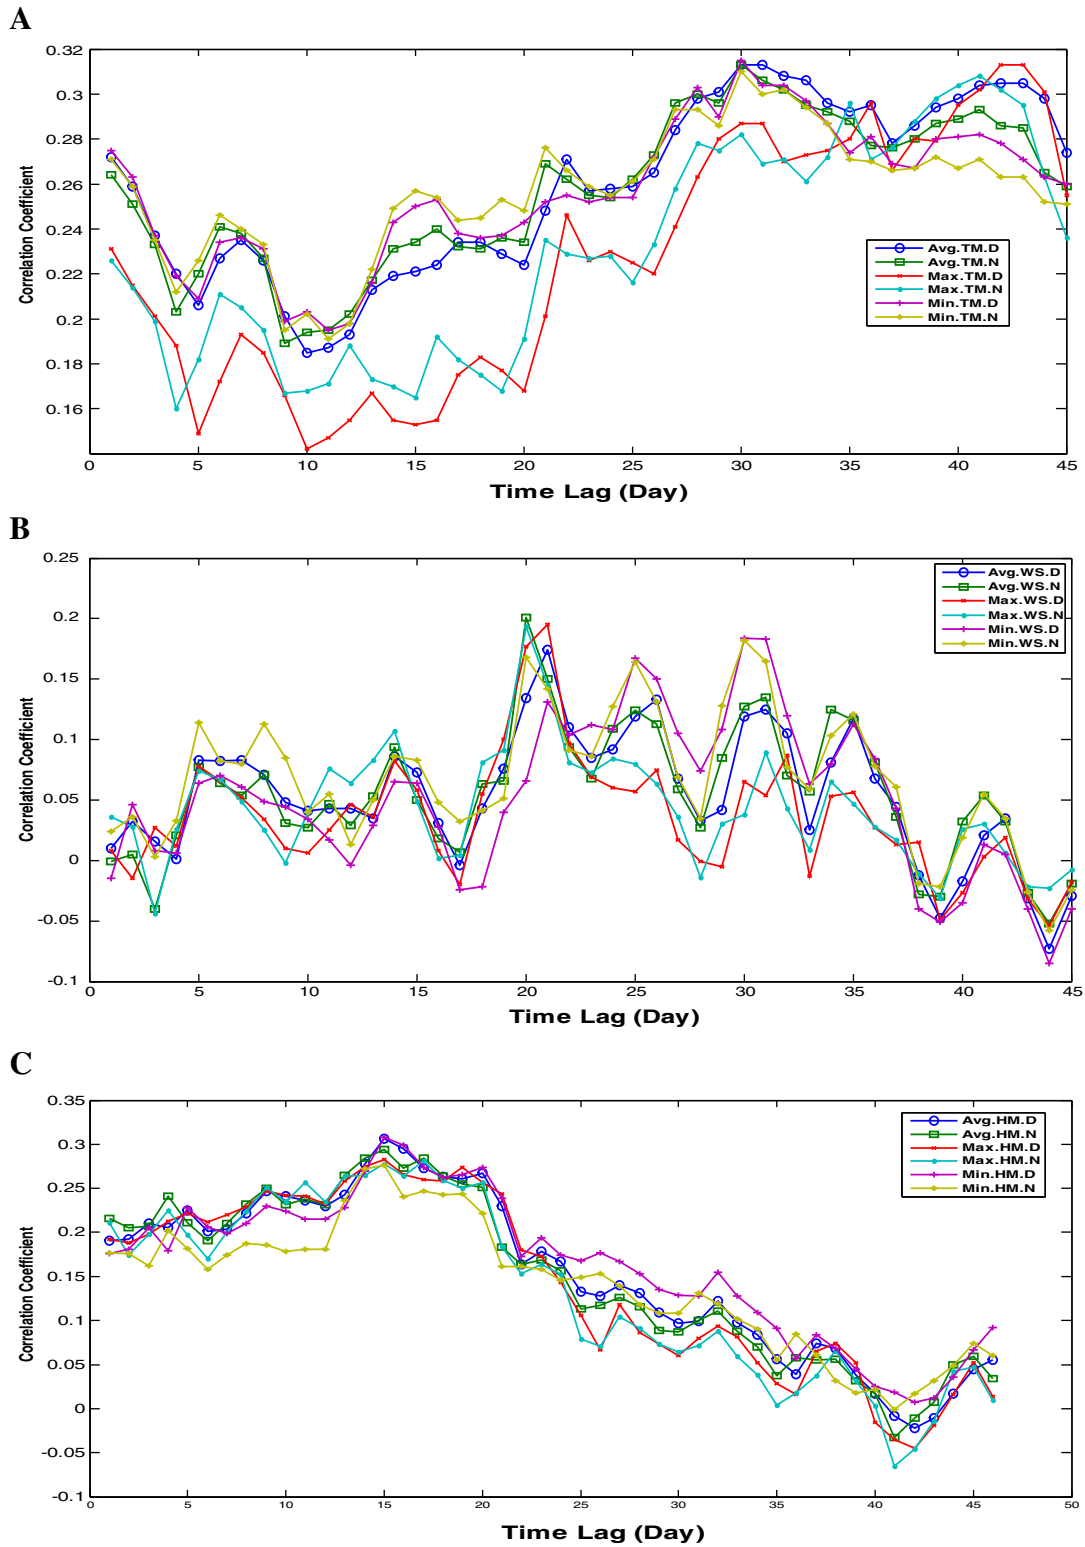 A
0.32
0.3
0.28
0.26
0.24
0.22
0.2
0.18
0.16
Correlation Coefficient
Avg.TM.D
Avg.TM.N
Max.TM.D
Max.TM.N
Min.TM.D
Min.TM.N
0 5 10 15 20 25 30 35 40 45
Time Lag (Day)
B
0.25
0.2
0.15
0.1
0.05
0
-0.05
-0.1
Correlation Coefficient
Avg.WS.D
Avg.WS.N
Max.WS.D
Max.WS.N
Min.WS.D
Min.WS.N
0 5 10 15 20 25 30 35 40 45
Time Lag (Day)
C
0.35
0.3
0.25
0.2
0.15
0.1
0.05
0
-0.05
-0.1
Correlation Coefficient
Avg.HM.D
Avg.HM.N
Max.HM.D
Max.HM.N
Min.HM.D
Min.HM.N
0 5 10 15 20 25 30 35 40 45 50
Time Lag (Day)